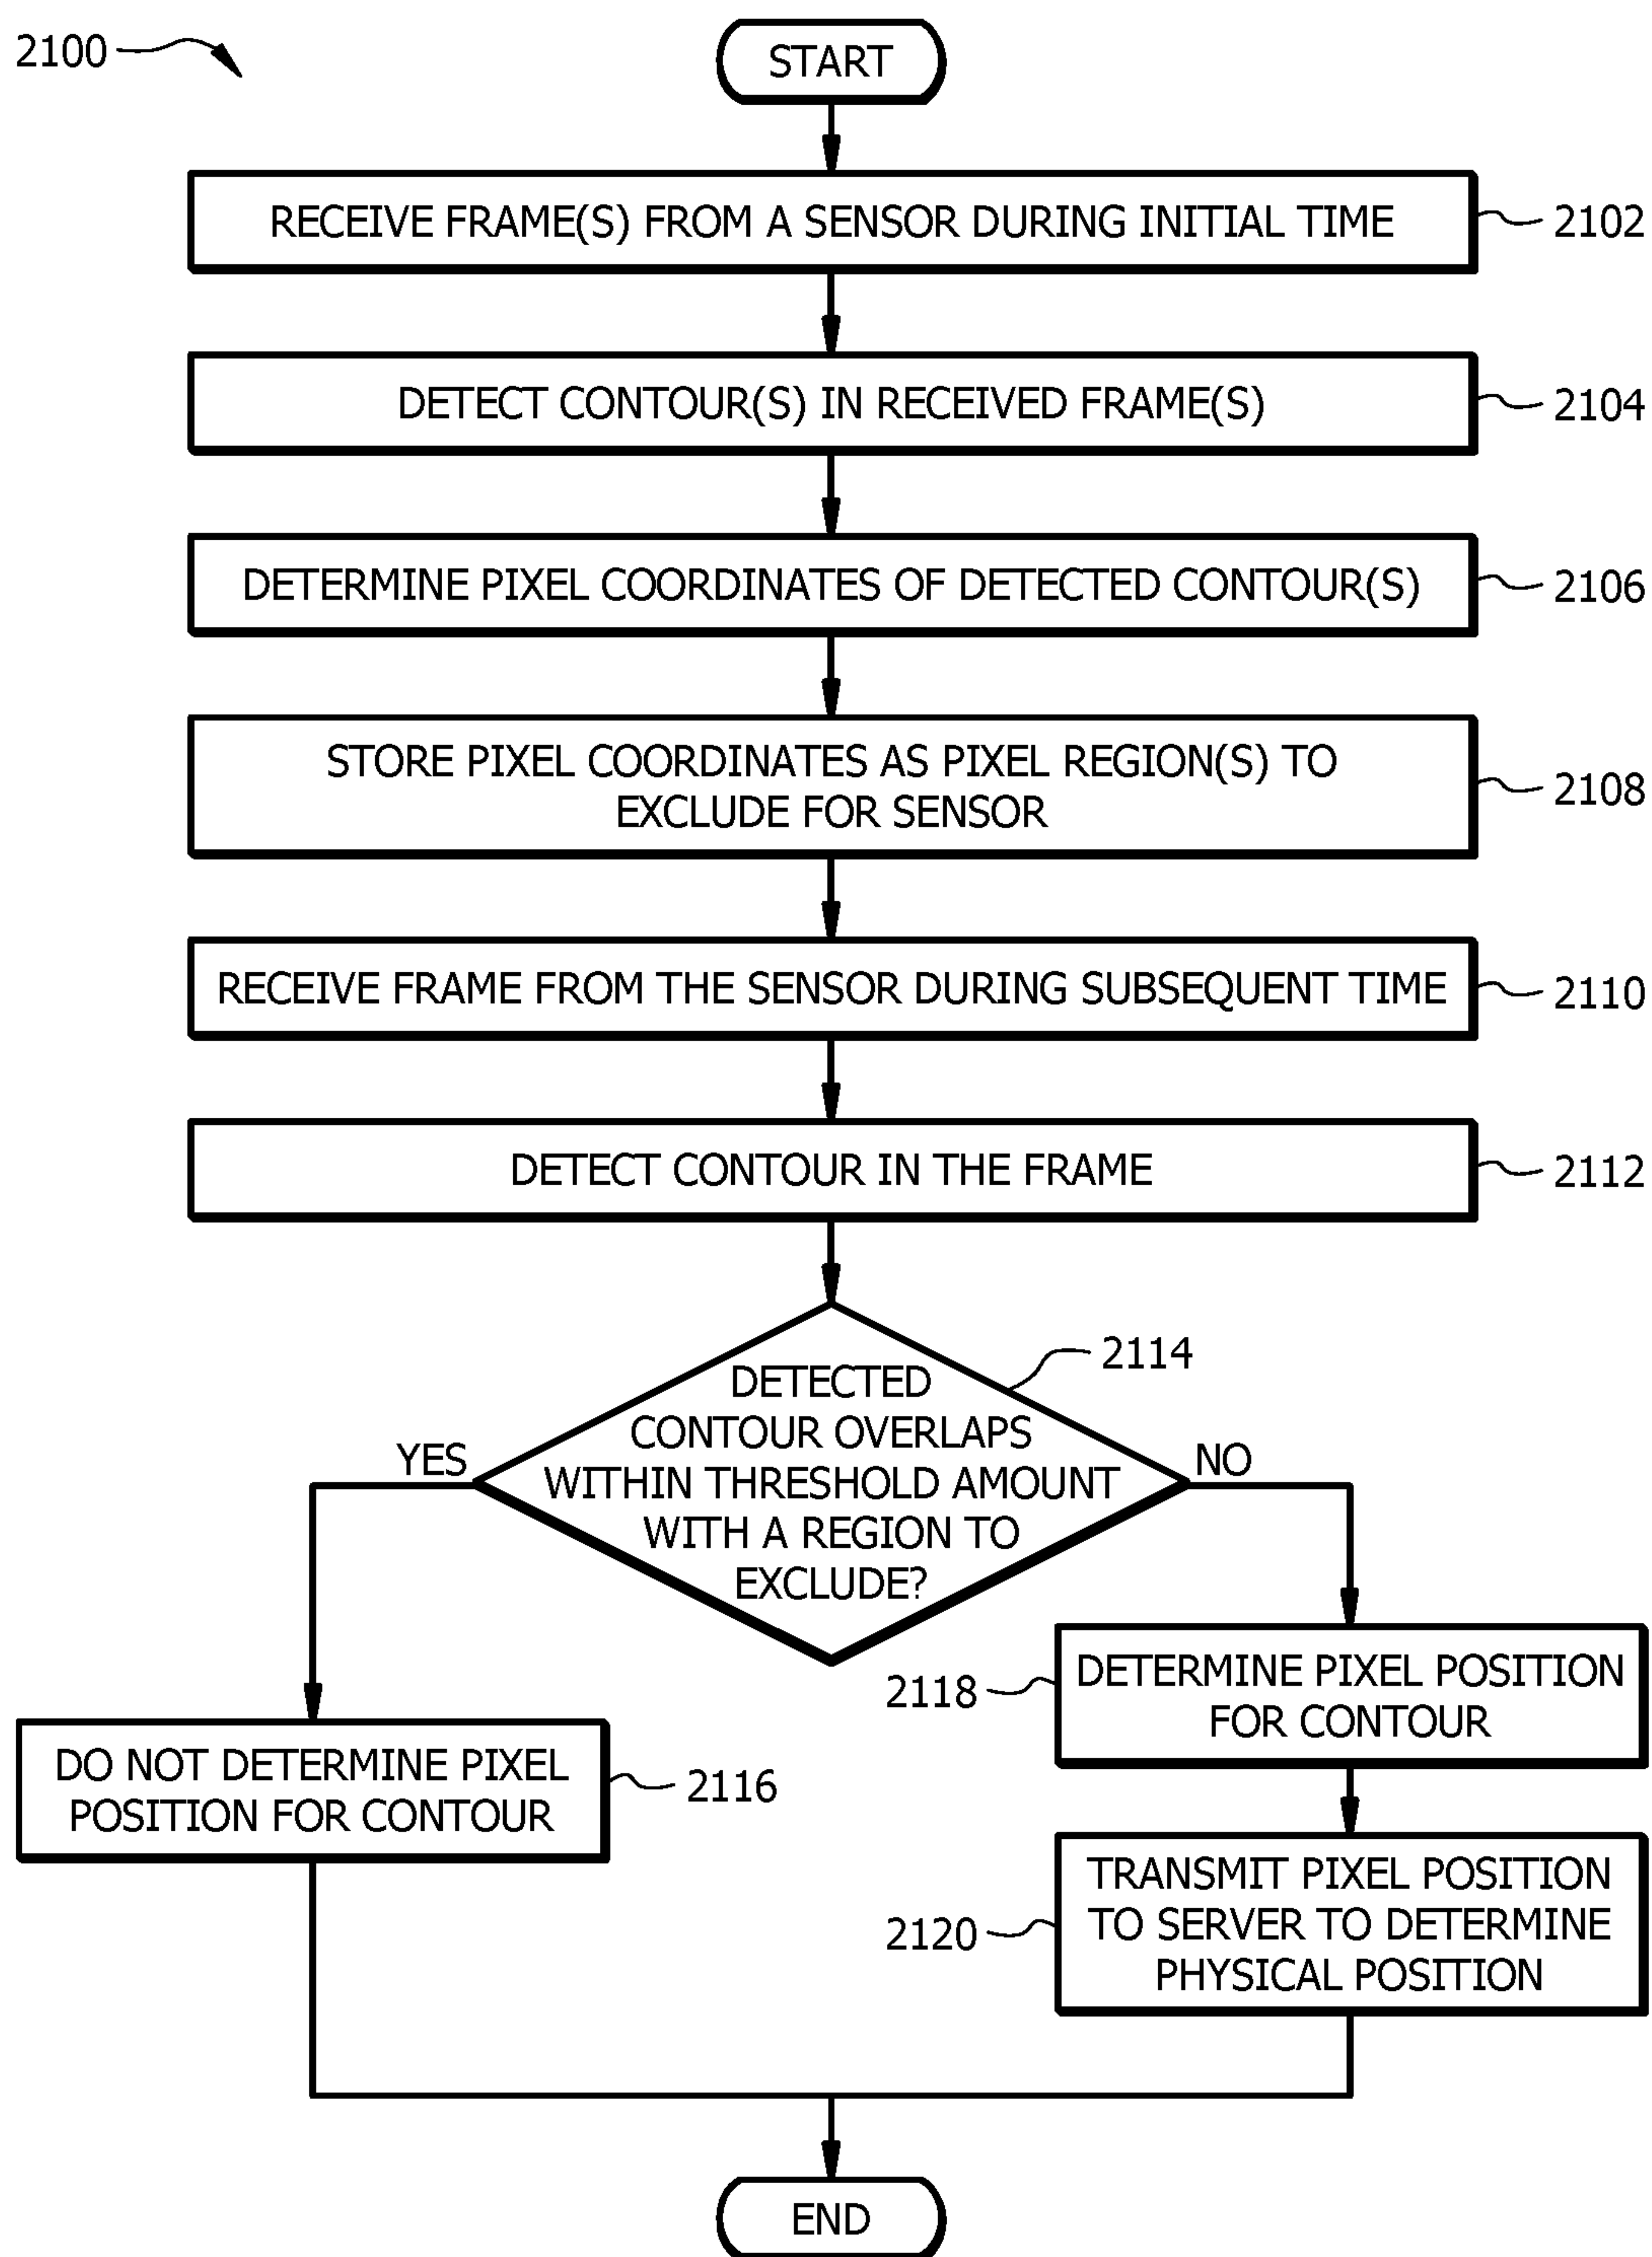 2100
START
RECEIVE FRAME(S) FROM A SENSOR DURING INITIAL TIME
2102
DETECT CONTOUR(S) IN RECEIVED FRAME(S)
2104
DETERMINE PIXEL COORDINATES OF DETECTED CONTOUR(S)
2106
STORE PIXEL COORDINATES AS PIXEL REGION(S) TO
EXCLUDE FOR SENSOR
2108
RECEIVE FRAME FROM THE SENSOR DURING SUBSEQUENT TIME
2110
DETECT CONTOUR IN THE FRAME
2112
DETECTED
CONTOUR OVERLAPS
WITHIN THRESHOLD AMOUNT
WITH A REGION TO
EXCLUDE?
2114
YES
NO
DO NOT DETERMINE PIXEL
POSITION FOR CONTOUR
2116
DETERMINE PIXEL POSITION
FOR CONTOUR
2118
TRANSMIT PIXEL POSITION
TO SERVER TO DETERMINE
PHYSICAL POSITION
2120
END